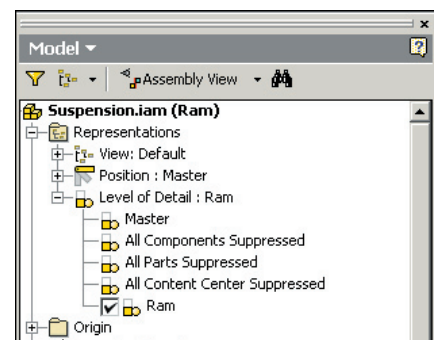 Model
Assembly View
Suspension.iam (Ram)
Representations
View: Default
Position : Master
Level of Detail : Ram
Master
All Components Suppressed
All Parts Suppressed
All Content Center Suppressed
Ram
Origin